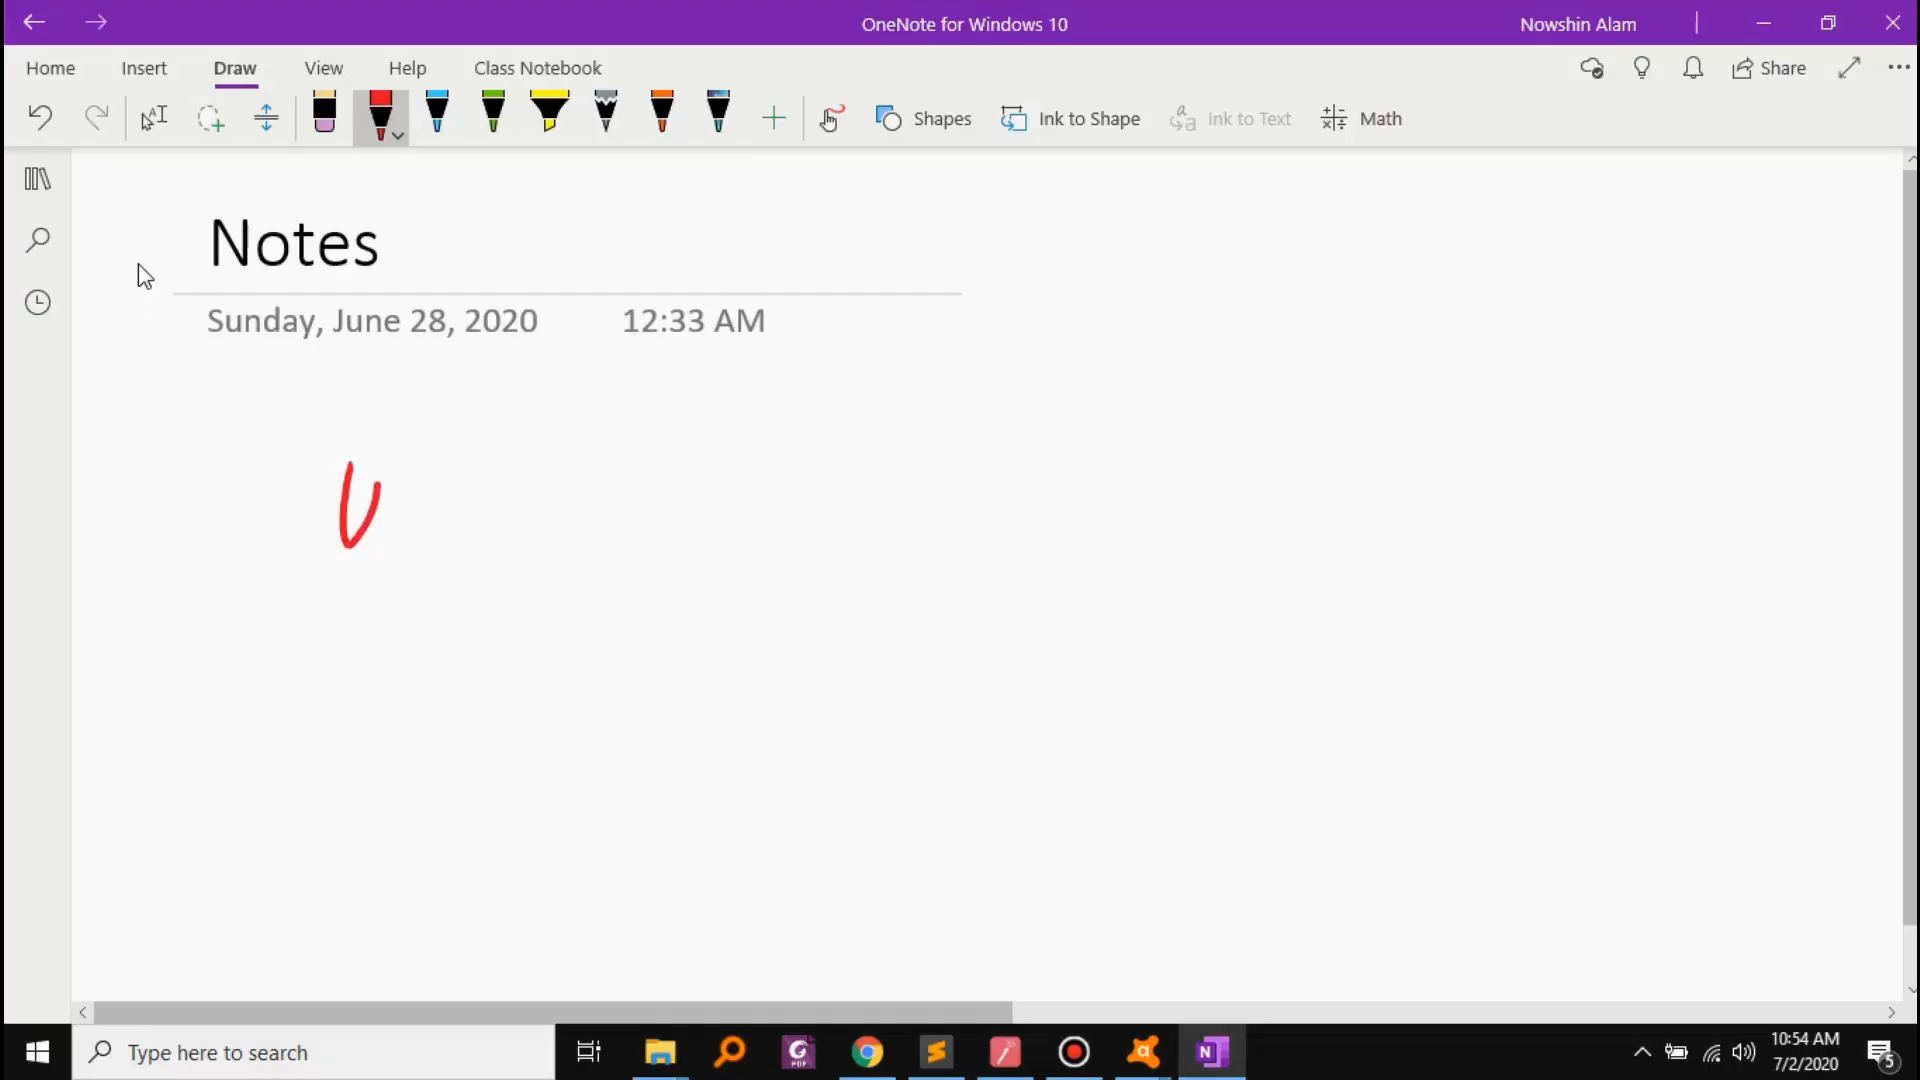 OneNote for Windows 10
Nowshin Alam
Home Insert Draw View Help Class Notebook
Share
Shapes Ink to Shape Ink to Text Math
Notes
Sunday, June 28, 2020 12:33 AM
Type here to search
10:54 AM
7/2/2020
5